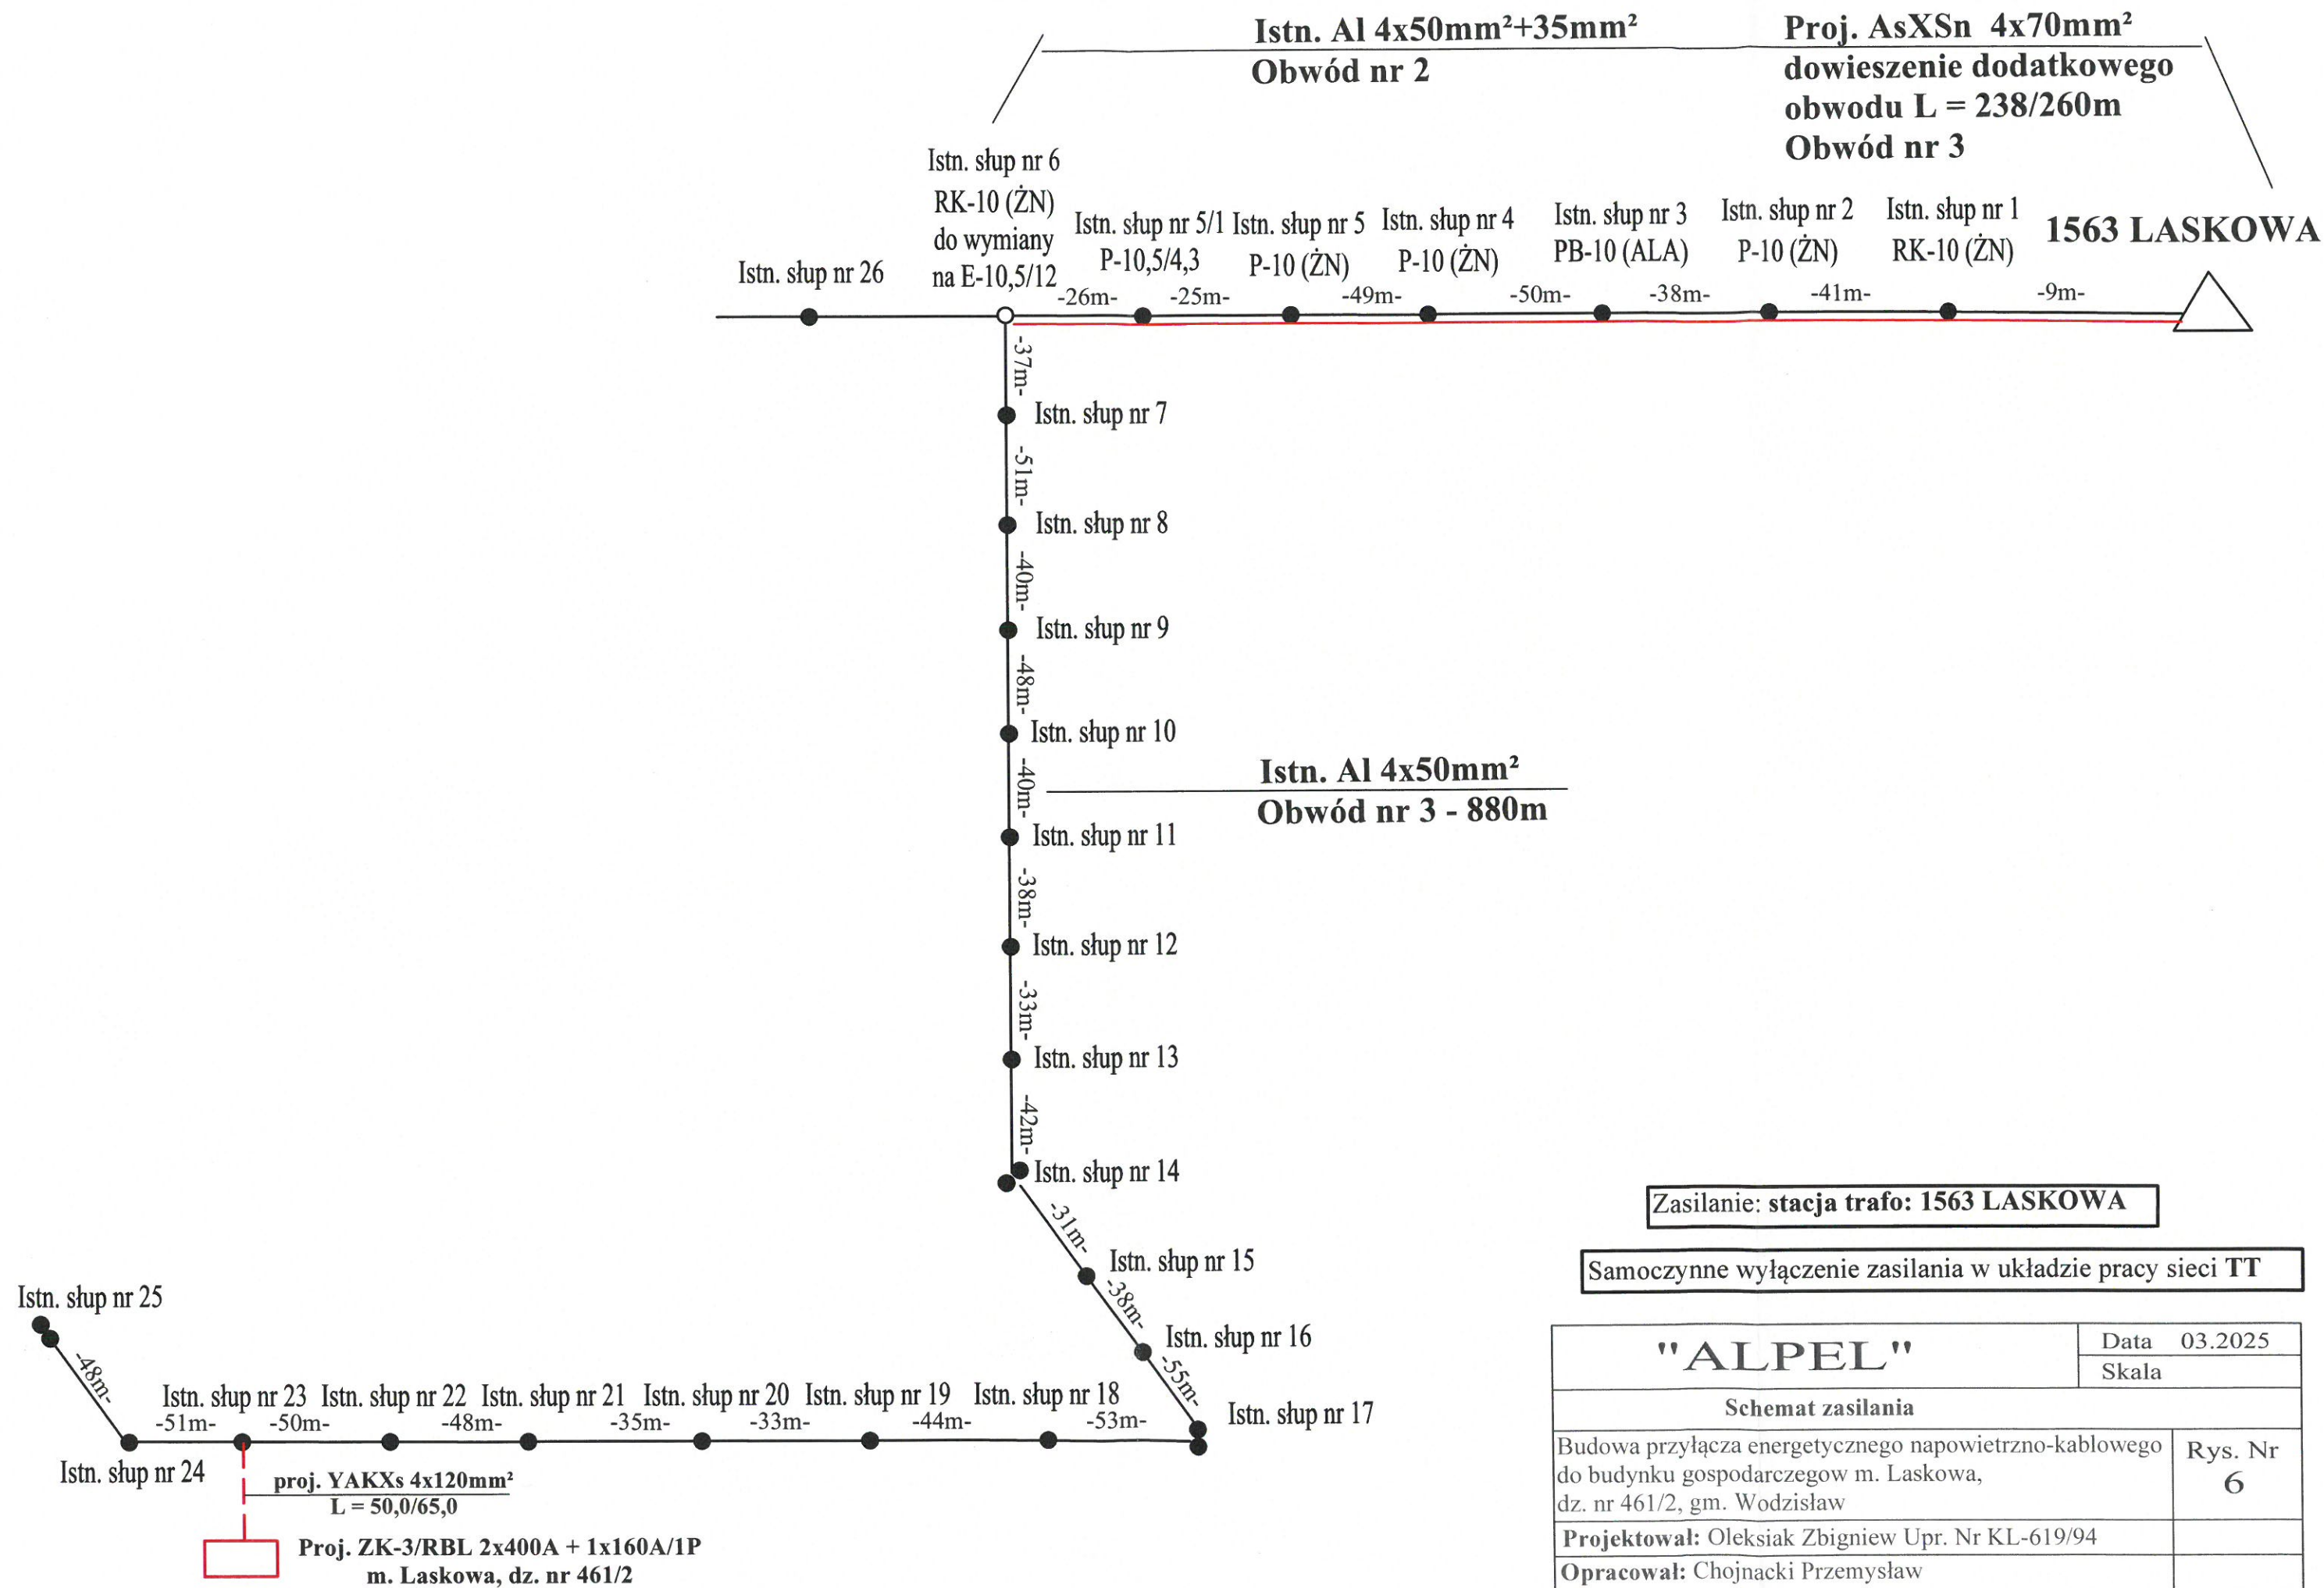 Istn. Al 4x50mm²+35mm²
Obwód nr 2
Proj. AsXSn 4x70mm²
dowieszenie dodatkowego
obwodu L = 238/260m
Obwód nr 3
Istn. słup nr 26
Istn. słup nr 6
RK-10 (ŻN)
do wymiany
na E-10,5/12
Istn. słup nr 5/1
P-10,5/4,3
Istn. słup nr 5
P-10 (ŻN)
Istn. słup nr 4
P-10 (ŻN)
Istn. słup nr 3
PB-10 (ALA)
Istn. słup nr 2
P-10 (ŻN)
Istn. słup nr 1
RK-10 (ŻN)
1563 LASKOWA
-26m-
-25m-
-49m-
-50m-
-38m-
-41m-
-9m-
-37m-
Istn. słup nr 7
-51m-
Istn. słup nr 8
-40m-
Istn. słup nr 9
-48m-
Istn. słup nr 10
-40m-
Istn. Al 4x50mm²
Obwód nr 3 - 880m
Istn. słup nr 11
-38m-
Istn. słup nr 12
-33m-
Istn. słup nr 13
-42m-
Istn. słup nr 14
-31m-
Istn. słup nr 15
-38m-
Istn. słup nr 16
-55m-
Istn. słup nr 17
Istn. słup nr 25
-48m-
Istn. słup nr 23
Istn. słup nr 22
Istn. słup nr 21
Istn. słup nr 20
Istn. słup nr 19
Istn. słup nr 18
-51m-
-50m-
-48m-
-35m-
-33m-
-44m-
-53m-
Istn. słup nr 24
proj. YAKXs 4x120mm²
L = 50,0/65,0
Proj. ZK-3/RBL 2x400A + 1x160A/1P
m. Laskowa, dz. nr 461/2
Zasilanie: stacja trafo: 1563 LASKOWA
Samoczynne wyłączenie zasilania w układzie pracy sieci TT
"ALPEL"
Data 03.2025
Skala
Schemat zasilania
Budowa przyłącza energetycznego napowietrzno-kablowego
do budynku gospodarczegow m. Laskowa,
dz. nr 461/2, gm. Wodzisław
Rys. Nr
6
Projektował: Oleksiak Zbigniew Upr. Nr KL-619/94
Opracował: Chojnacki Przemysław